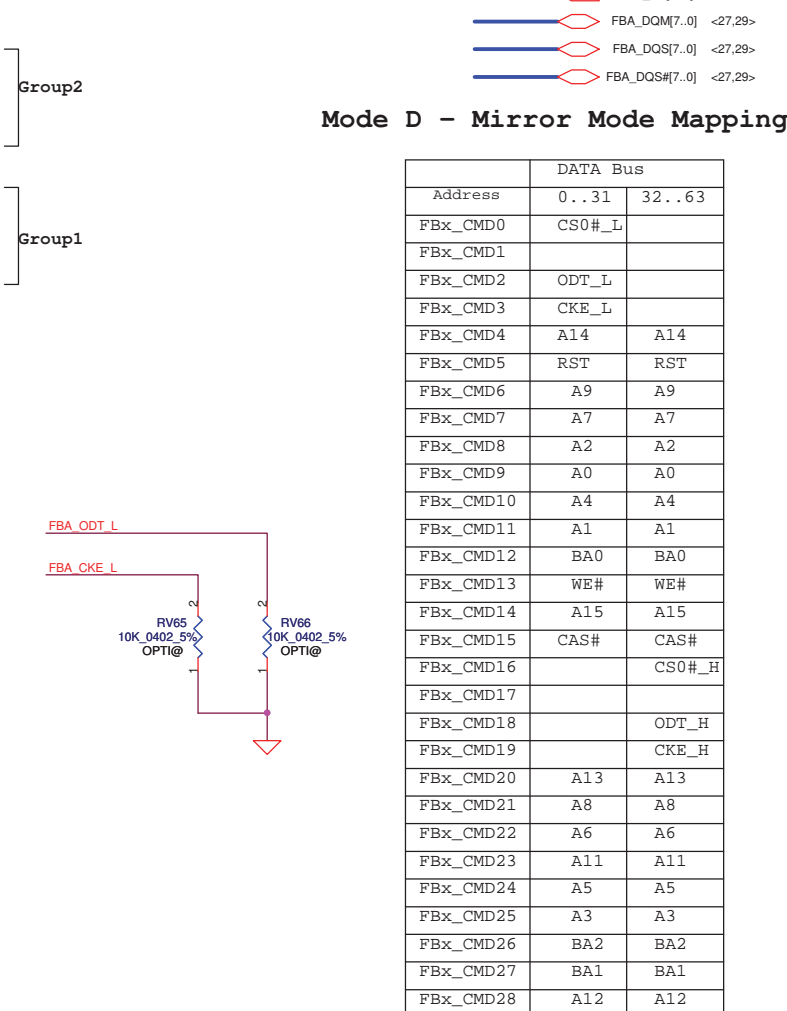 FBA_DQM[7..0] <27,29>
FBA_DQS[7..0] <27,29>
FBA_DQS#[7..0] <27,29>
Group2
Mode D - Mirror Mode Mapping
Group1
DATA Bus
Address 0..31 32..63
FBx_CMD0 CS0#_L
FBx_CMD1
FBx_CMD2 ODT_L
FBx_CMD3 CKE_L
FBx_CMD4 A14 A14
FBx_CMD5 RST RST
FBx_CMD6 A9 A9
FBx_CMD7 A7 A7
FBx_CMD8 A2 A2
FBx_CMD9 A0 A0
FBx_CMD10 A4 A4
FBx_CMD11 A1 A1
FBx_CMD12 BA0 BA0
FBx_CMD13 WE# WE#
FBx_CMD14 A15 A15
FBx_CMD15 CAS# CAS#
FBx_CMD16 CS0#_H
FBx_CMD17
FBx_CMD18 ODT_H
FBx_CMD19 CKE_H
FBx_CMD20 A13 A13
FBx_CMD21 A8 A8
FBx_CMD22 A6 A6
FBx_CMD23 A11 A11
FBx_CMD24 A5 A5
FBx_CMD25 A3 A3
FBx_CMD26 BA2 BA2
FBx_CMD27 BA1 BA1
FBx_CMD28 A12 A12
FBA_ODT_L
FBA_CKE_L
2 2
RV65 RV66
10K_0402_5% 10K_0402_5%
OPTI@ OPTI@
1 1